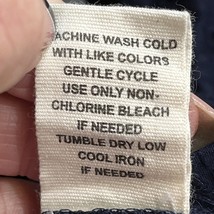 MACHINE WASH COLD
WITH LIKE COLORS
GENTLE CYCLE
USE ONLY NON-
CHLORINE BLEACH
IF NEEDED
TUMBLE DRY LOW
COOL IRON
IF NEEDED